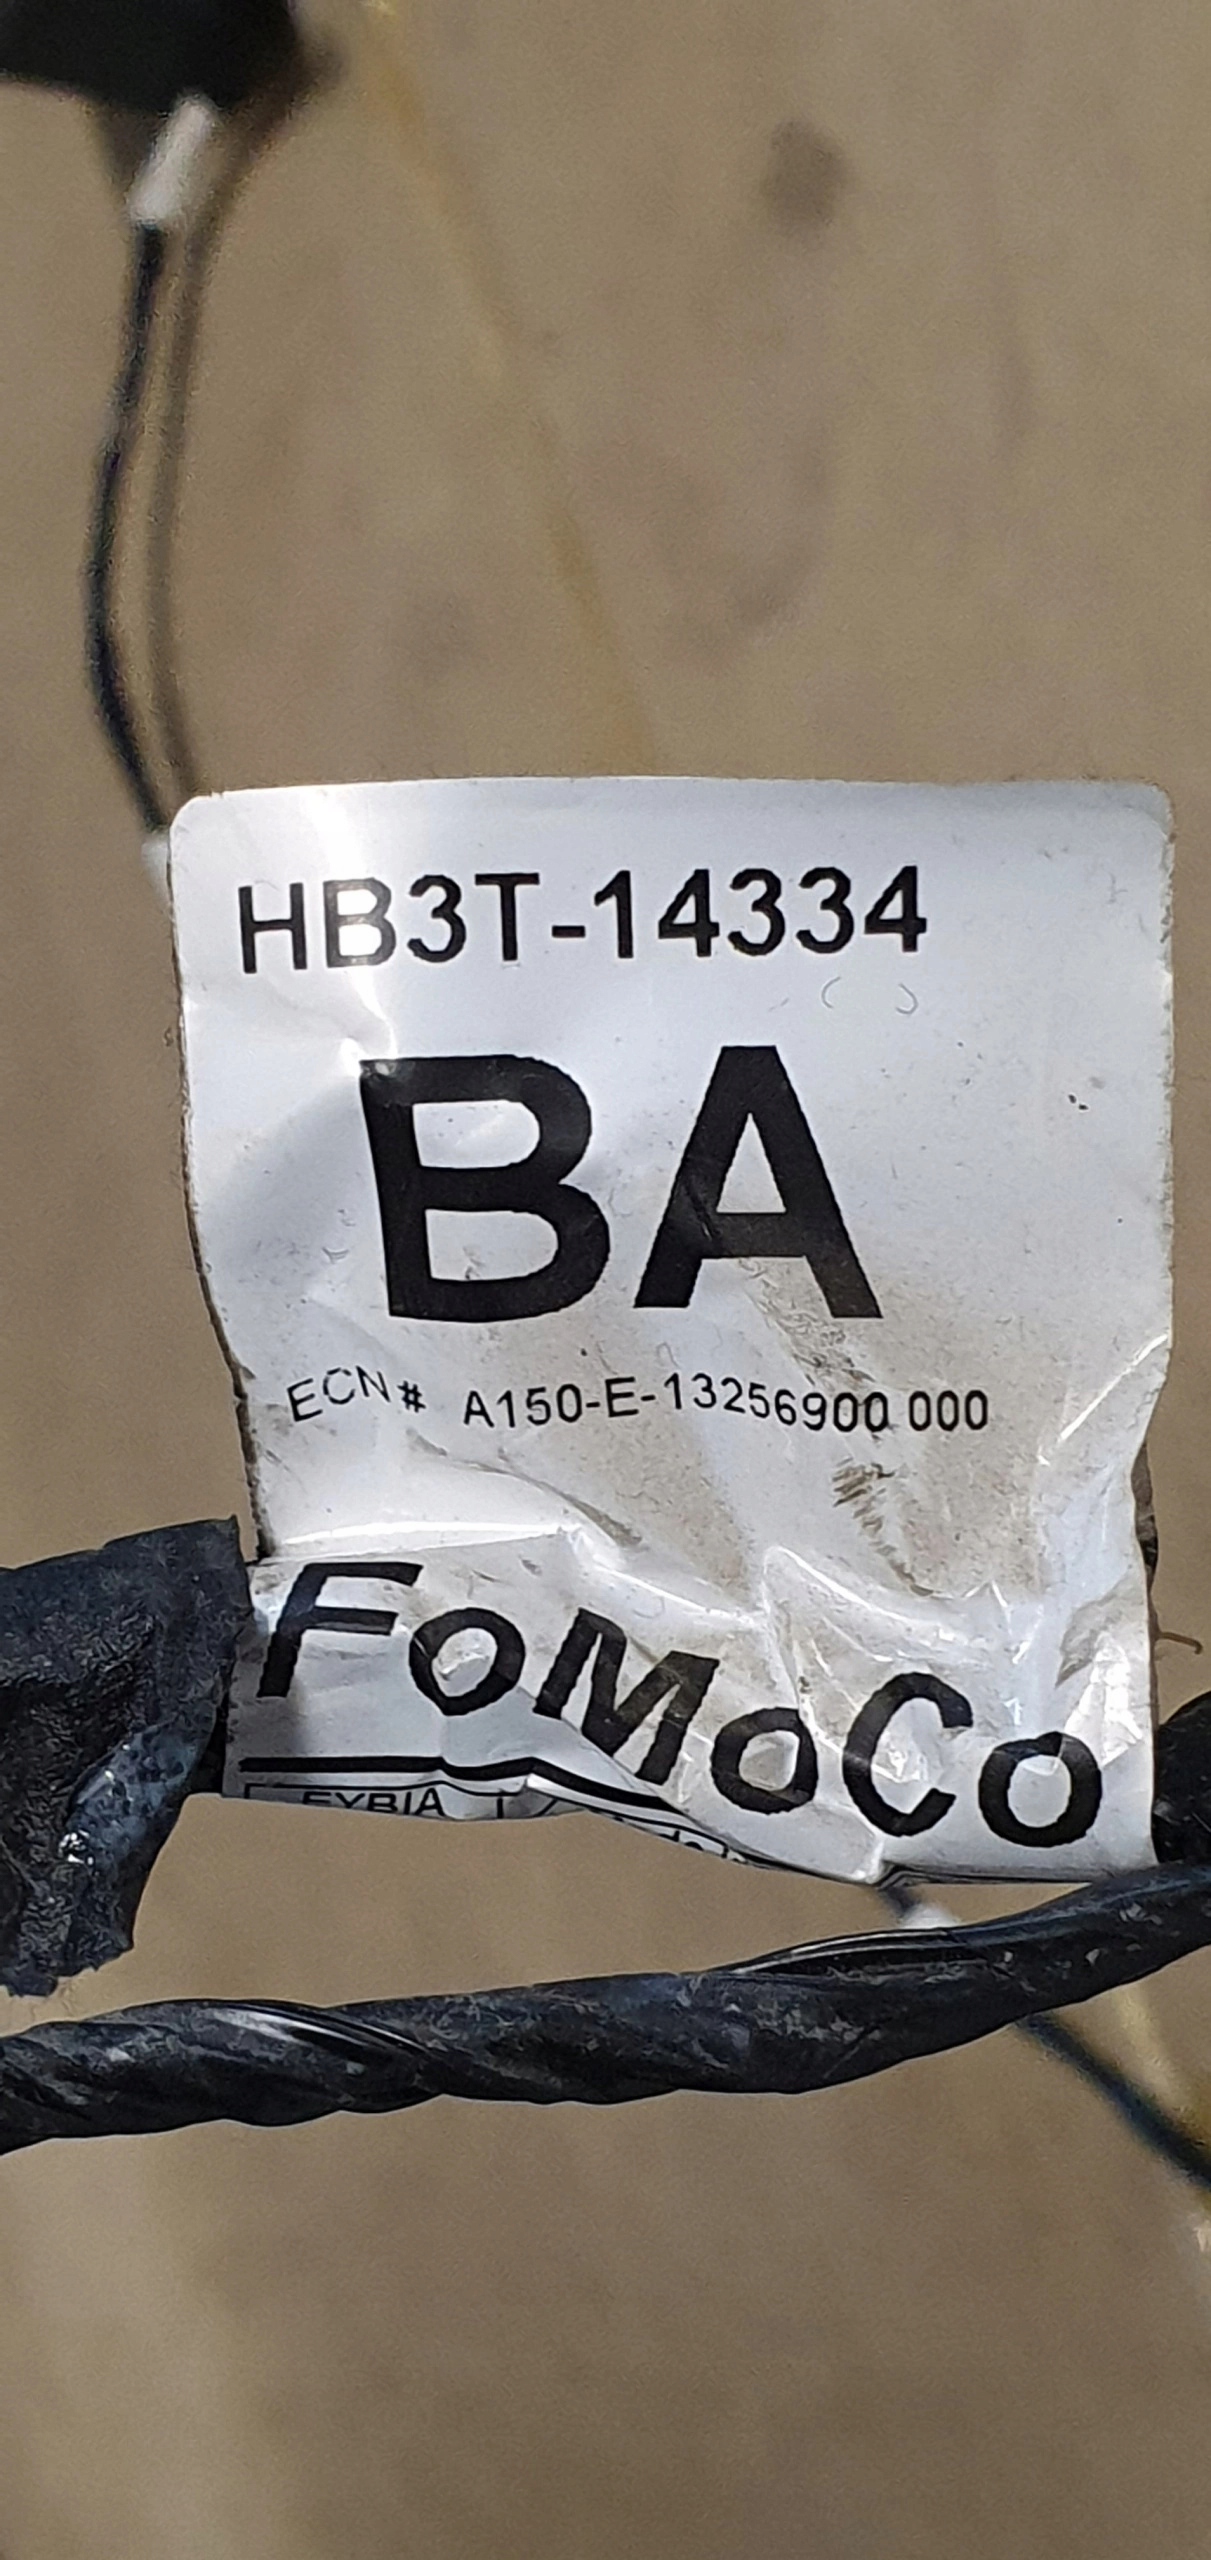 HB3T-14334
BA
ECN# A150-E-13256900 000
FoMoCo